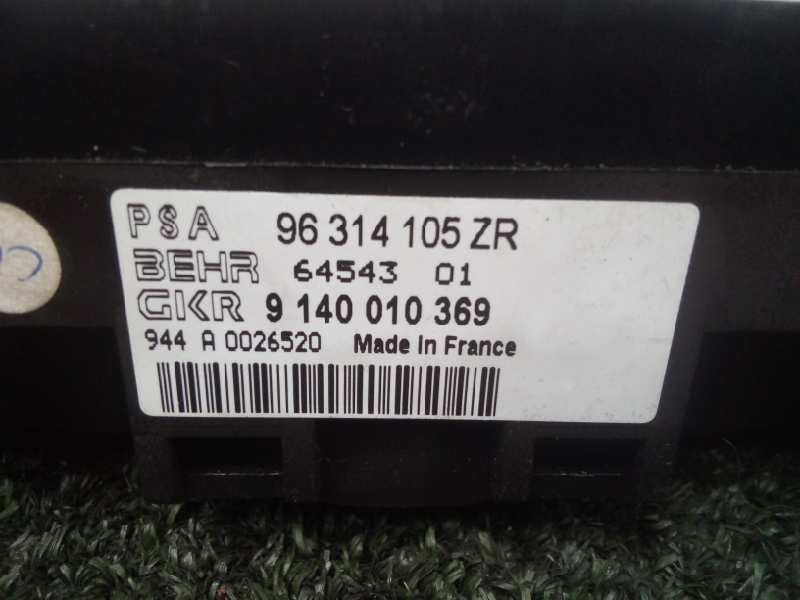 PSA 96 314 105 ZR
BEHR 64543 01
GKR 9 140 010 369
944 A 0026520 Made in France